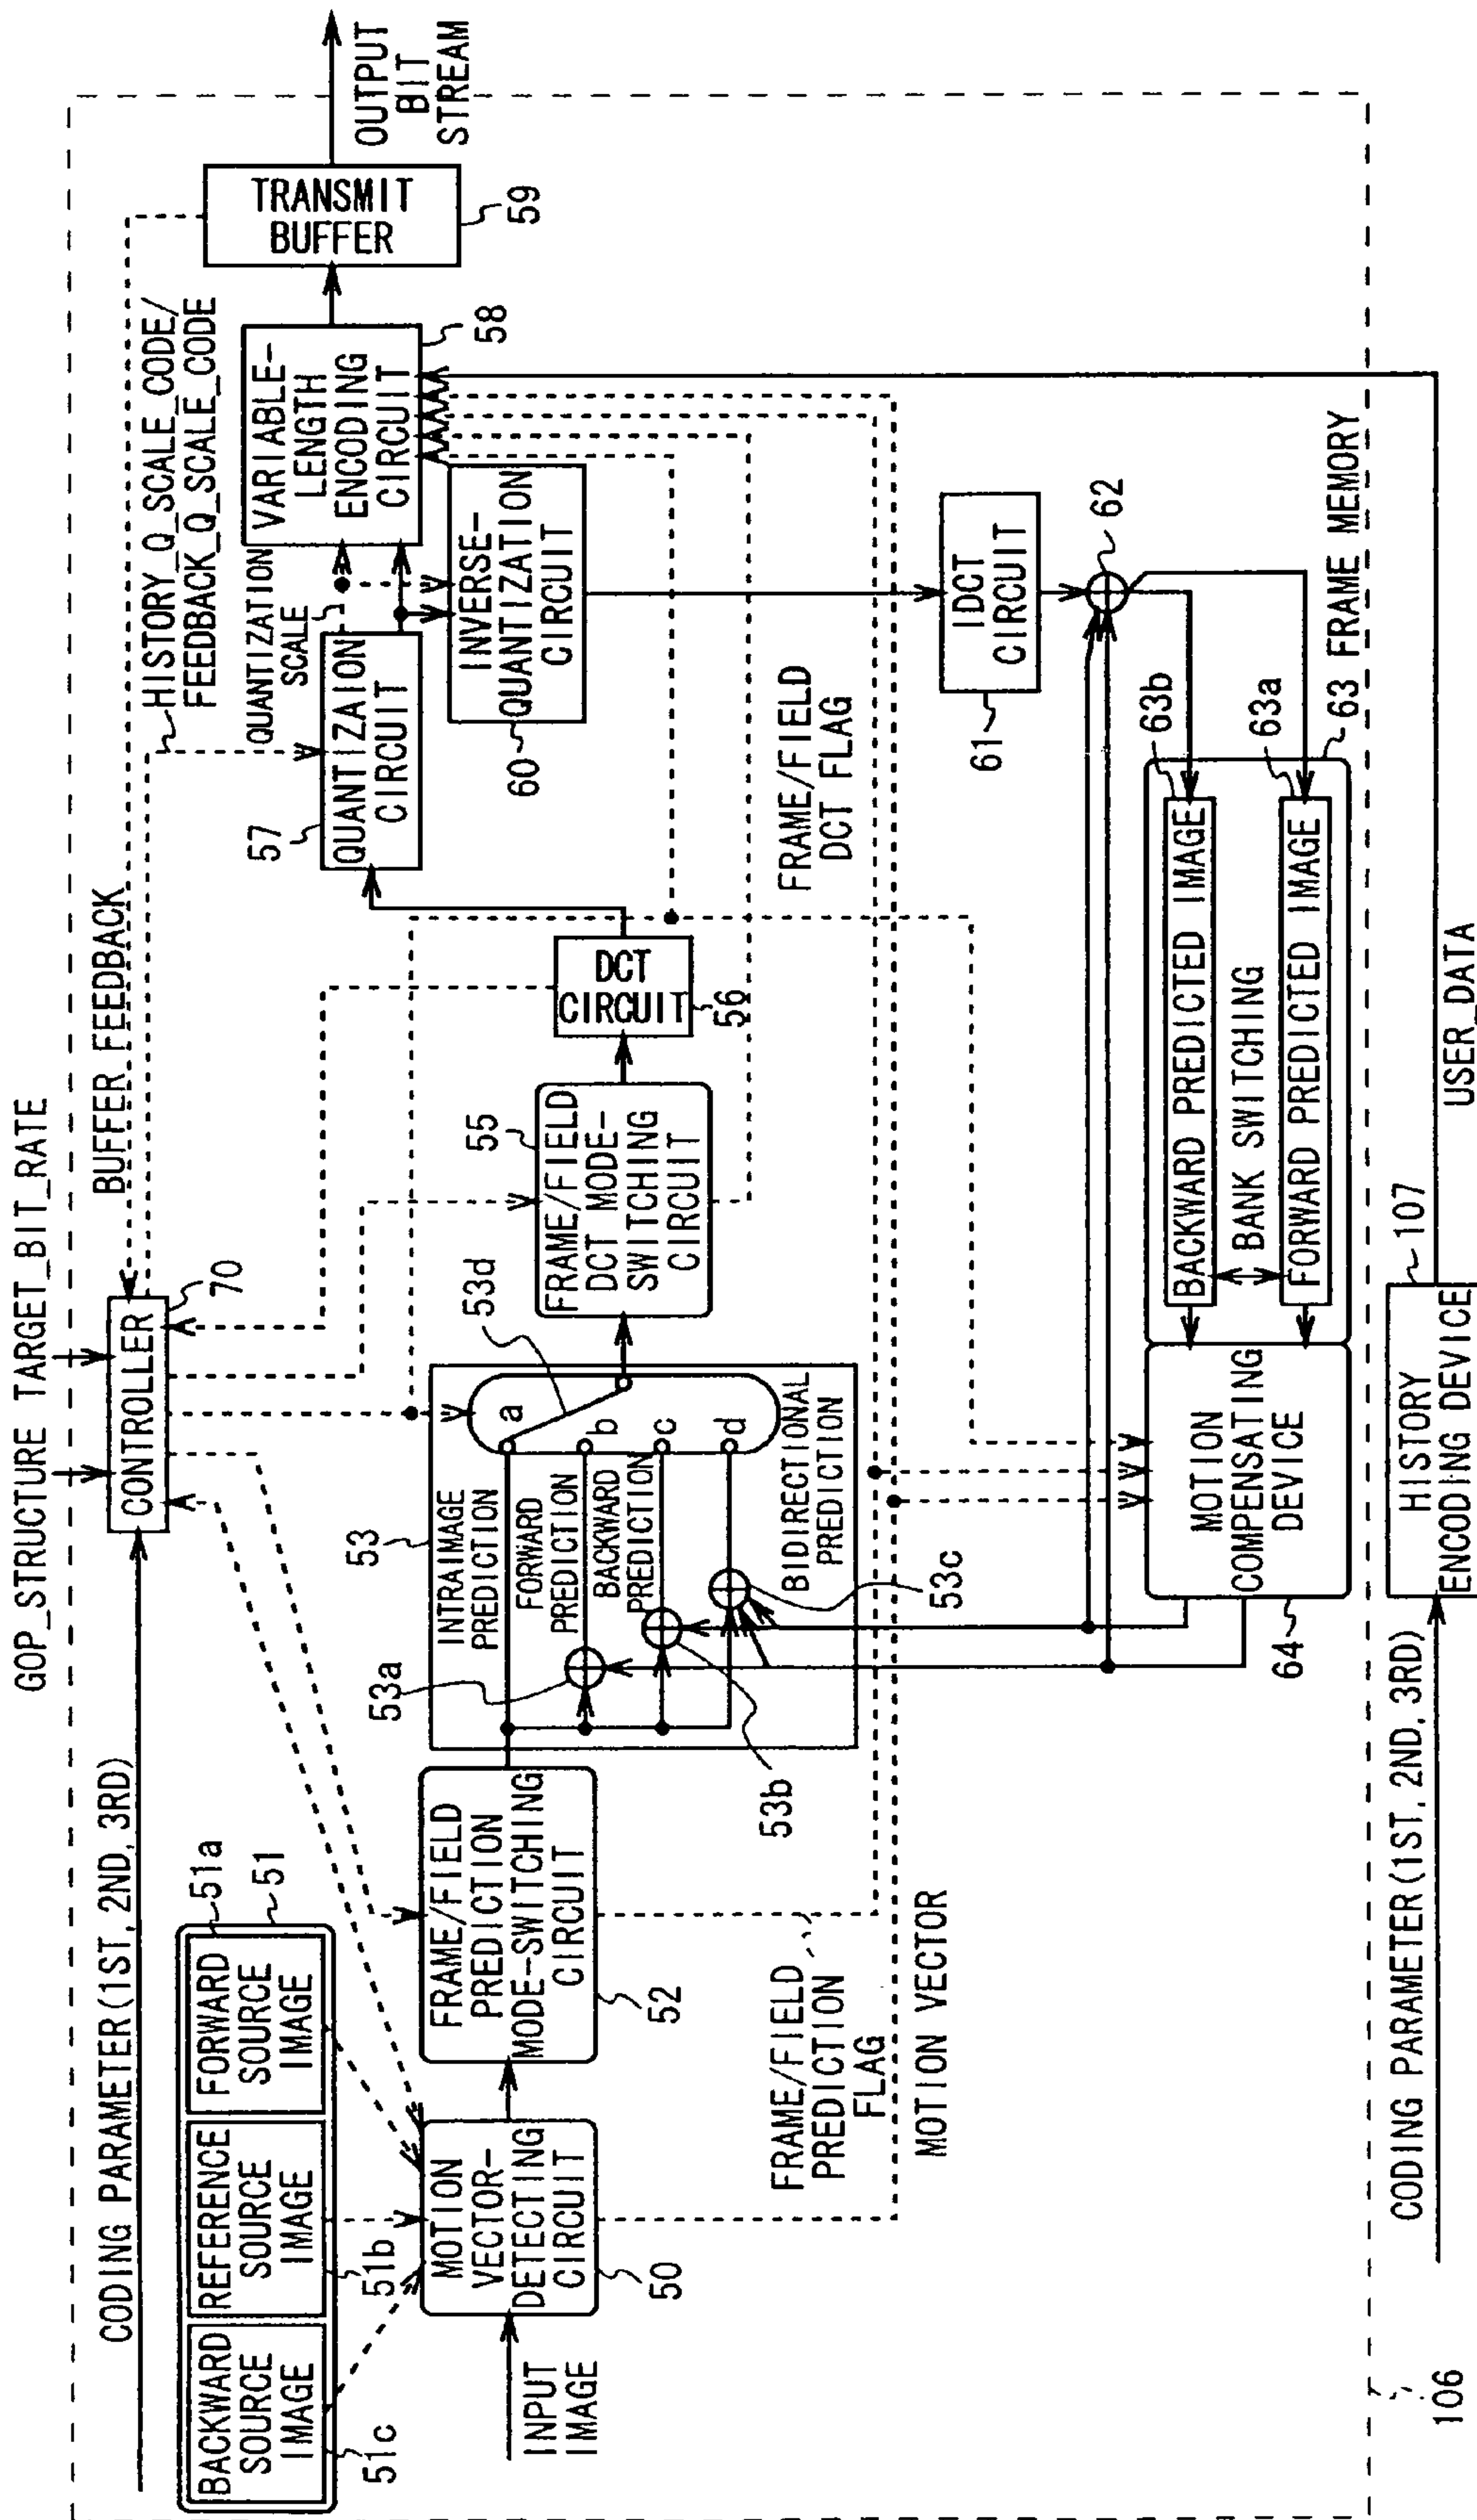 GOP_STRUCTURE TARGET_BIT_RATE
CODING PARAMETER(1ST, 2ND, 3RD)
CONTROLLER
70
BUFFER FEEDBACK
HISTORY_Q_SCALE_CODE/
FEEDBACK_Q_SCALE_CODE
BACKWARD
SOURCE
IMAGE
51c
REFERENCE
SOURCE
IMAGE
51b
FORWARD
SOURCE
IMAGE
51a
51
INPUT
IMAGE
MOTION
VECTOR-
DETECTING
CIRCUIT
50
FRAME/FIELD
PREDICTION
MODE-SWITCHING
CIRCUIT
52
53
INTRAIMAGE
PREDICTION
FORWARD
PREDICTION
BACKWARD
PREDICTION
BIDIRECTIONAL
PREDICTION
53a
53b
53c
53d
a
b
c
d
FRAME/FIELD
DCT MODE-
SWITCHING
CIRCUIT
55
DCT
CIRCUIT
56
QUANTIZAION
CIRCUIT
57
QUANTIZATION
SCALE
VARIABLE-
LENGTH
ENCODING
CIRCUIT
58
TRANSMIT
BUFFER
59
OUTPUT
BIT
STREAM
INVERSE-
QUANTIZATION
CIRCUIT
60
FRAME/FIELD
DCT FLAG
FRAME/FIELD
PREDICTION
FLAG
MOTION VECTOR
IDCT
CIRCUIT
61
62
63 FRAME MEMORY
BACKWARD PREDICTED IMAGE
63b
BANK SWITCHING
FORWARD PREDICTED IMAGE
63a
MOTION
COMPENSATING
DEVICE
64
106
CODING PARAMETER(1ST, 2ND, 3RD)
HISTORY
ENCODING DEVICE
107
USER_DATA